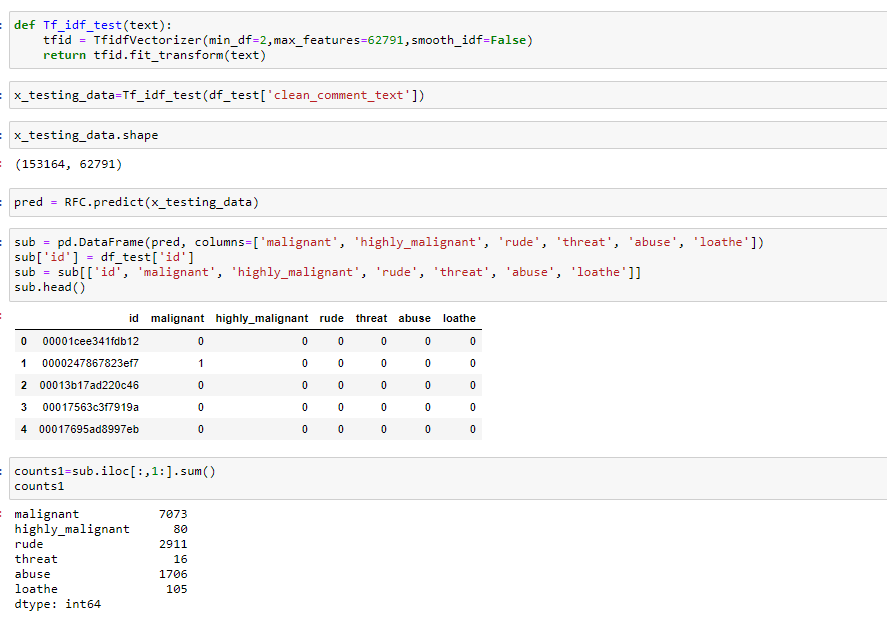 def Tf_idf_test(text):
    tfid = TfidfVectorizer(min_df=2,max_features=62791,smooth_idf=False)
    return tfid.fit_transform(text)
x_testing_data=Tf_idf_test(df_test['clean_comment_text'])
x_testing_data.shape
(153164, 62791)
pred = RFC.predict(x_testing_data)
sub = pd.DataFrame(pred, columns=['malignant', 'highly_malignant', 'rude', 'threat', 'abuse', 'loathe'])
sub['id'] = df_test['id']
sub = sub[['id', 'malignant', 'highly_malignant', 'rude', 'threat', 'abuse', 'loathe']]
sub.head()
id malignant highly_malignant rude threat abuse loathe
0 00001cee341fdb12 0 0 0 0 0 0
1 0000247867823ef7 1 0 0 0 0 0
2 00013b17ad220c46 0 0 0 0 0 0
3 00017563c3f7919a 0 0 0 0 0 0
4 00017695ad8997eb 0 0 0 0 0 0
counts1=sub.iloc[:,1:].sum()
counts1
malignant 7073
highly_malignant 80
rude 2911
threat 16
abuse 1706
loathe 105
dtype: int64